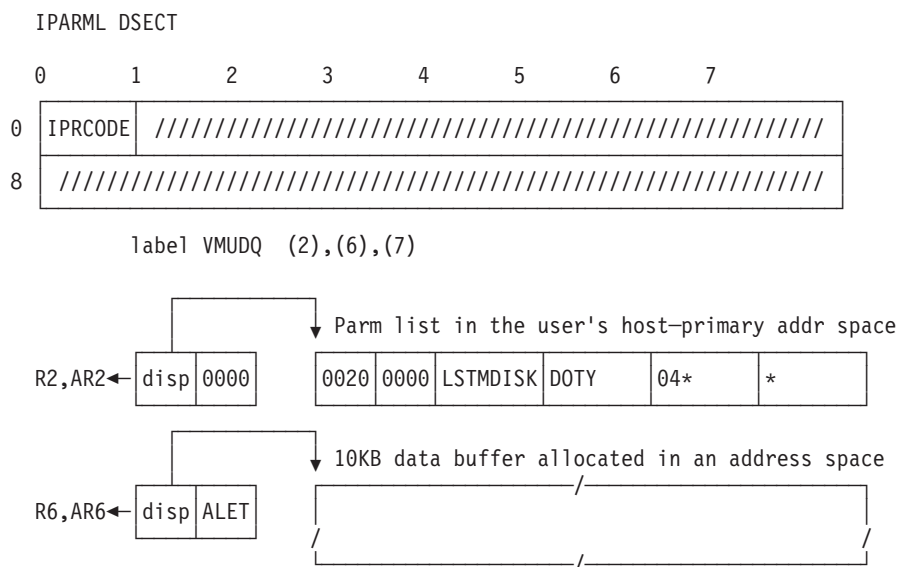 IPARML DSECT
0 1 2 3 4 5 6 7
0 IPRCODE ////////////////////////////////////////////////////////
8 ////////////////////////////////////////////////////////////////
label VMUDQ (2),(6),(7)
Parm list in the user's host–primary addr space
R2,AR2 disp 0000 0020 0000 LSTMDISK DOTY 04* *
10KB data buffer allocated in an address space
R6,AR6 disp ALET